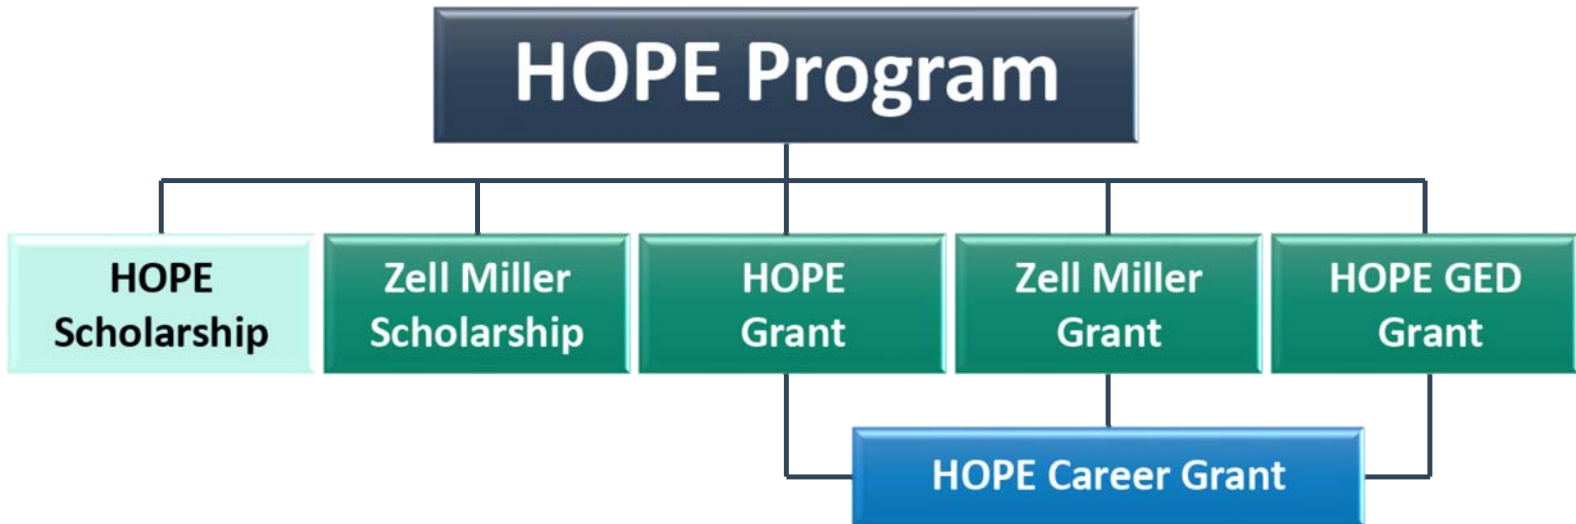 HOPE Program
HOPE
Scholarship
Zell Miller
Scholarship
HOPE
Grant
Zell Miller
Grant
HOPE GED
Grant
HOPE Career Grant